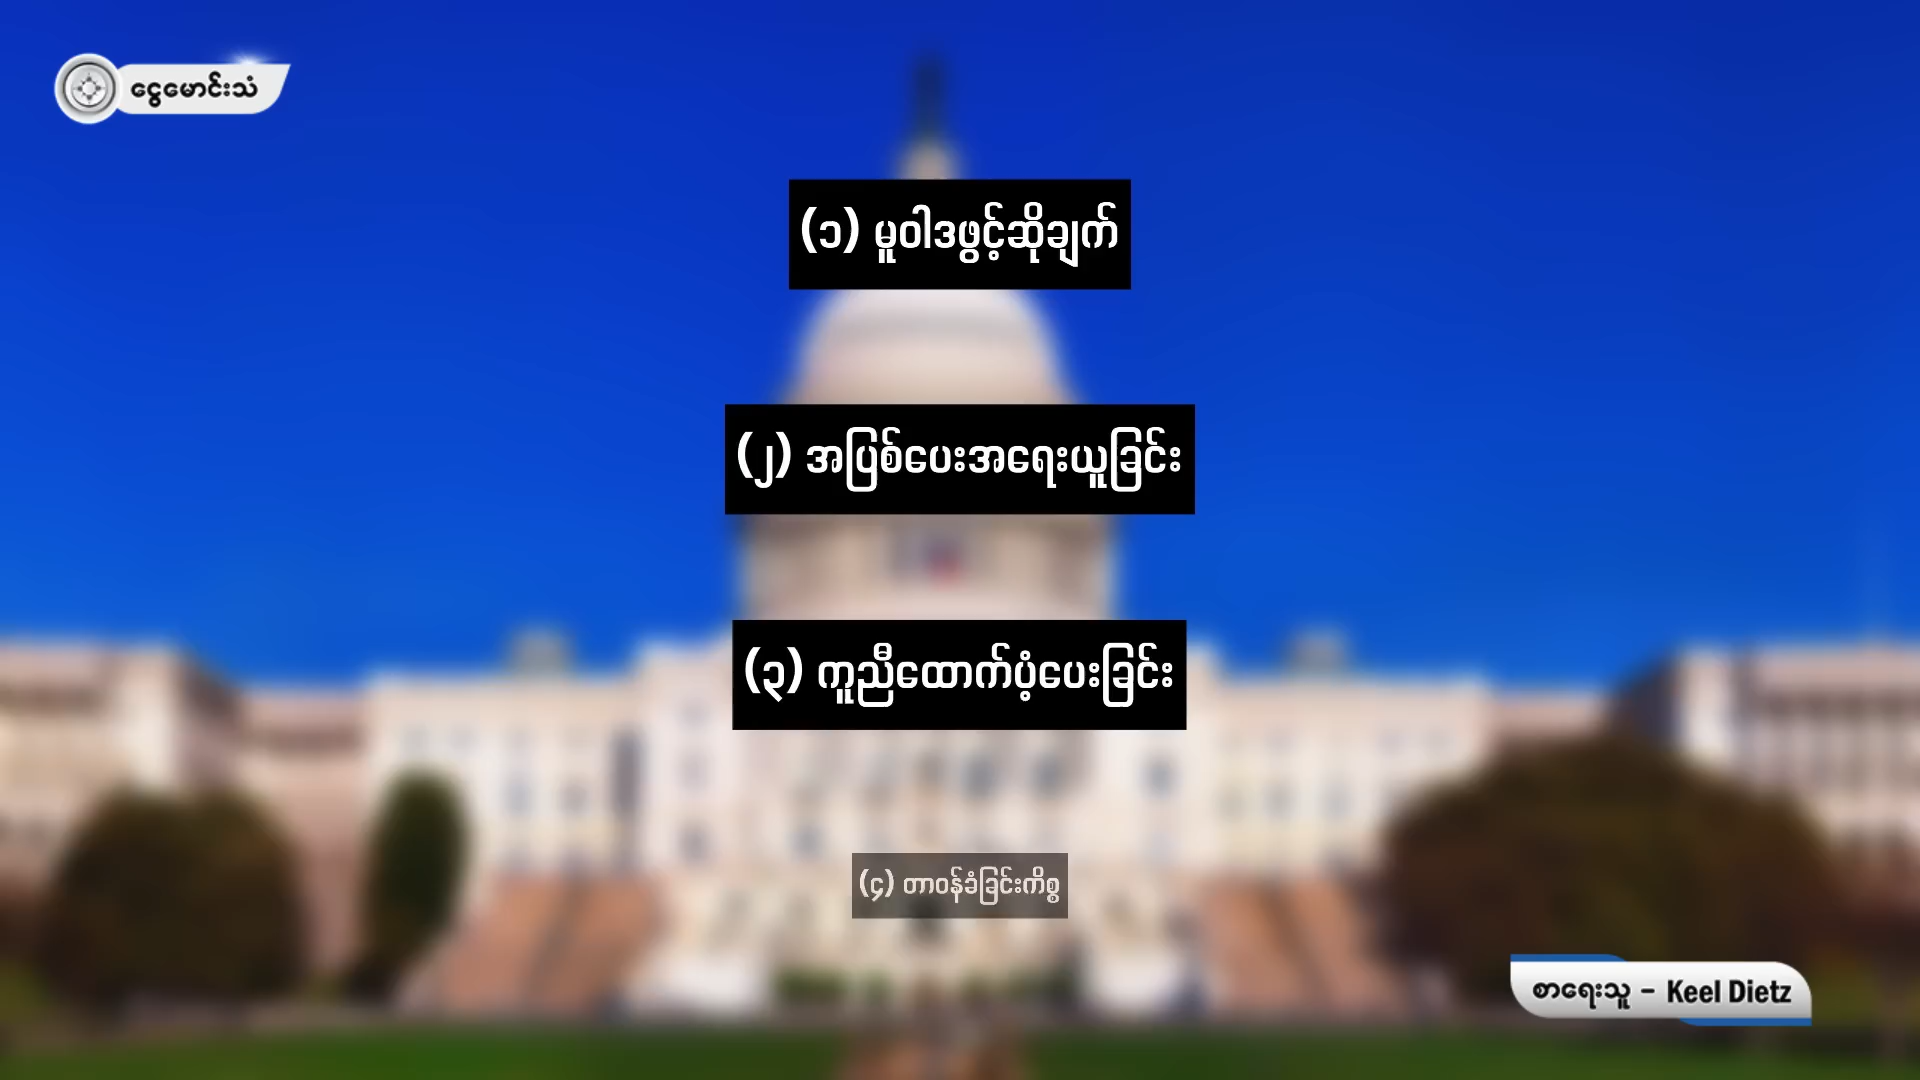 ငွေမောင်းသံ
(၁) မူဝါဒဖွင့်ဆိုချက်
(၂) အပြစ်ပေးအရေးယူခြင်း
(၃) ကူညီထောက်ပံ့ပေးခြင်း
(၄) တာဝန်ခံခြင်းကိစ္စ
စာရေးသူ – Keel Dietz